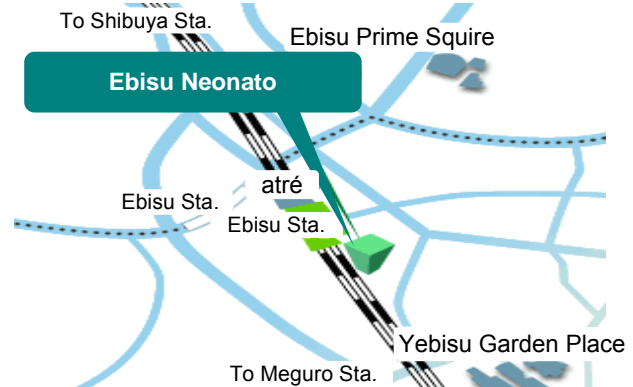 To Shibuya Sta.
Ebisu Prime Squire
Ebisu Neonato
atré
Ebisu Sta.
Ebisu Sta.
Yebisu Garden Place
To Meguro Sta.